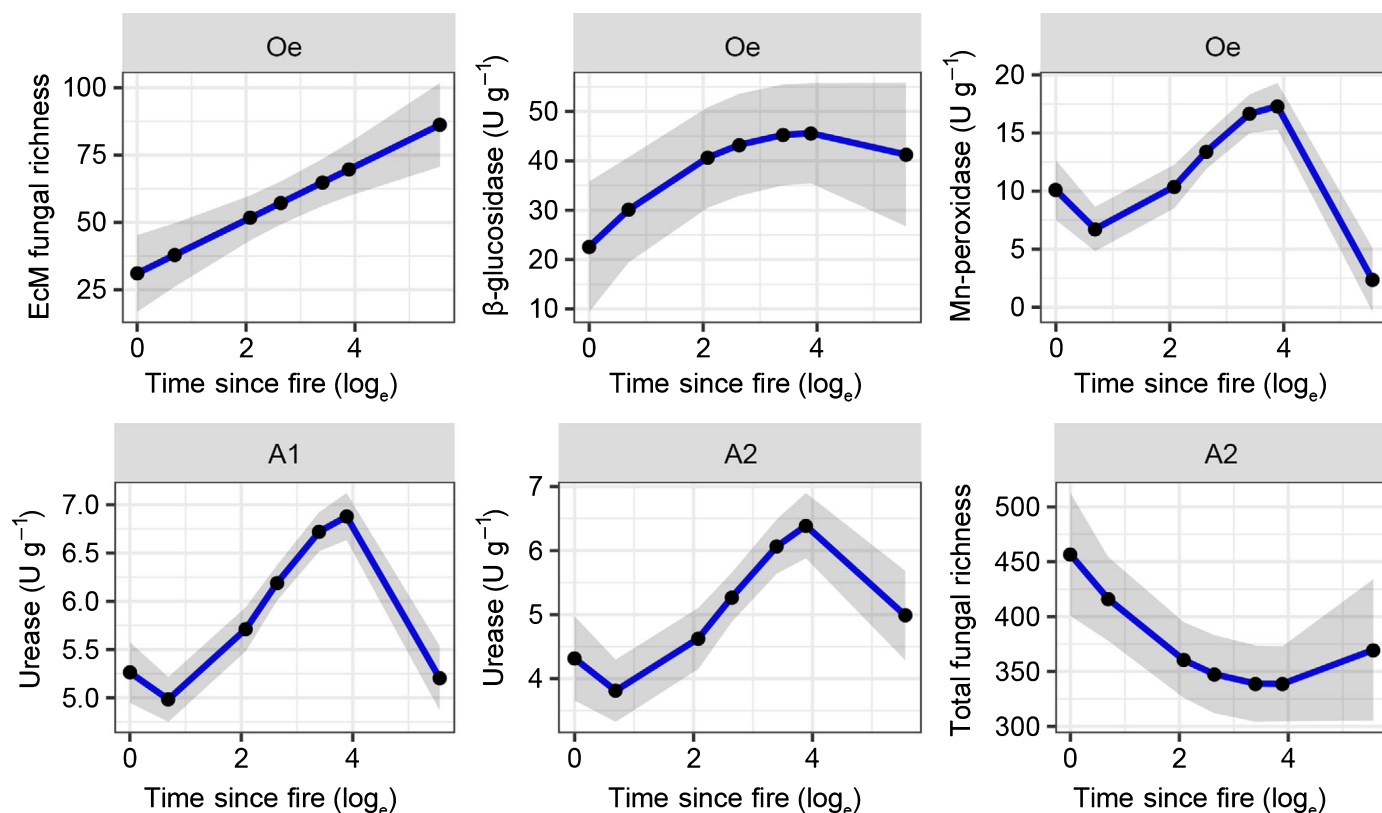 Oe
EcM fungal richness
100
75
50
25
0 2 4
Time since fire (logₑ)
Oe
β-glucosidase (U g⁻¹)
50
40
30
20
10
0 2 4
Time since fire (logₑ)
Oe
Mn-peroxidase (U g⁻¹)
20
15
10
5
0
0 2 4
Time since fire (logₑ)
A1
Urease (U g⁻¹)
7.0
6.5
6.0
5.5
5.0
0 2 4
Time since fire (logₑ)
A2
Urease (U g⁻¹)
7
6
5
4
0 2 4
Time since fire (logₑ)
A2
Total fungal richness
500
450
400
350
300
0 2 4
Time since fire (logₑ)